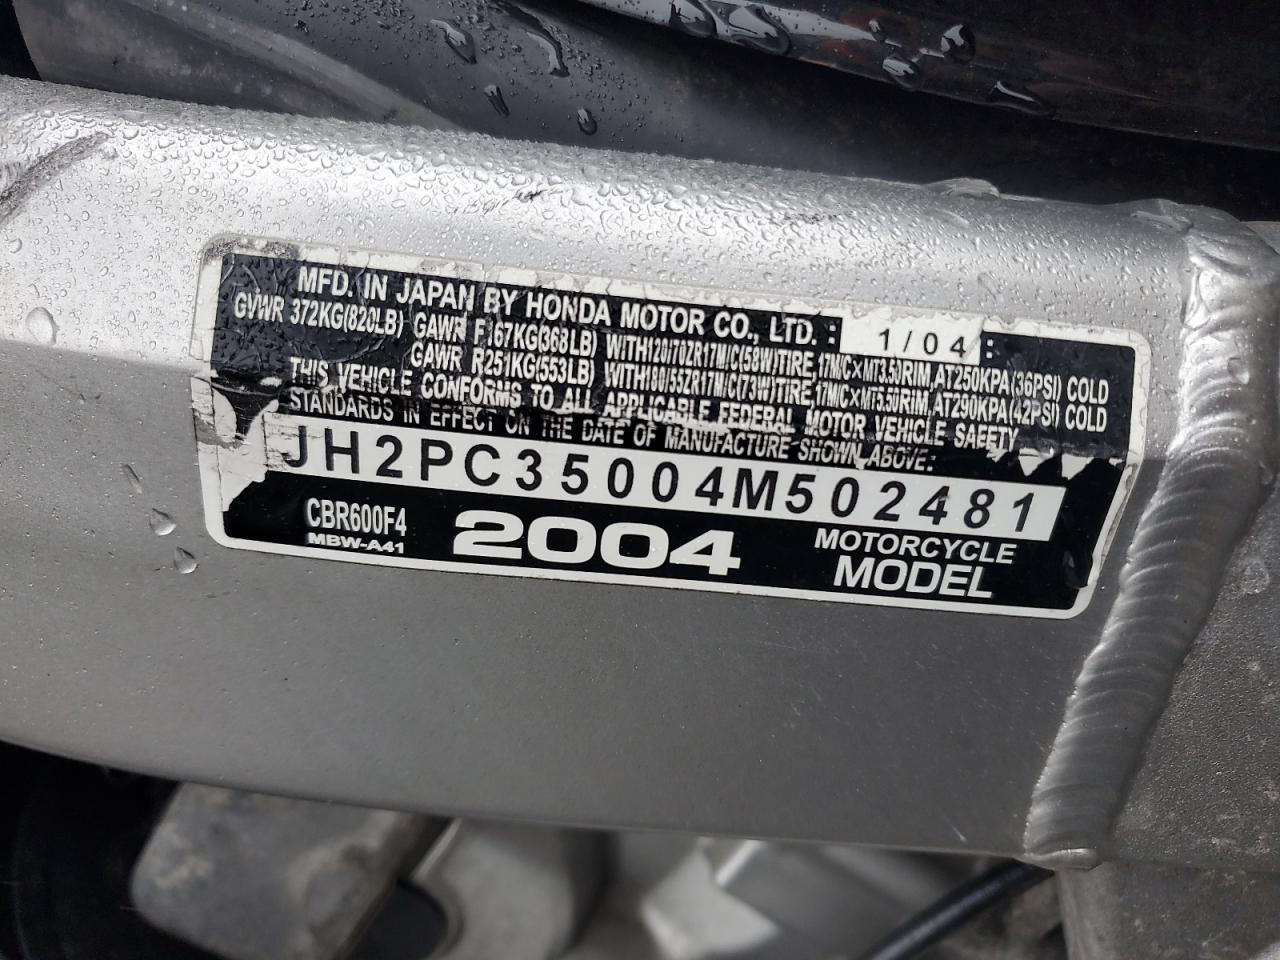 MFD. IN JAPAN BY HONDA MOTOR CO., LTD. : 1/04 :
GVWR 372KG(820LB) GAWR F167KG(368LB) WITH120/70ZR17M/C(58W)TIRE,17M/C×MT3.50RIM,AT250KPA(36PSI) COLD
GAWR R251KG(553LB) WITH180/55ZR17M/C(73W)TIRE,17M/C×MT5.50RIM,AT290KPA(42PSI) COLD
THIS VEHICLE CONFORMS TO ALL APPLICABLE FEDERAL MOTOR VEHICLE SAFETY
STANDARDS IN EFFECT ON THE DATE OF MANUFACTURE SHOWN ABOVE:
JH2PC35004M502481
CBR600F4 2004 MOTORCYCLE
MBW-A41 MODEL